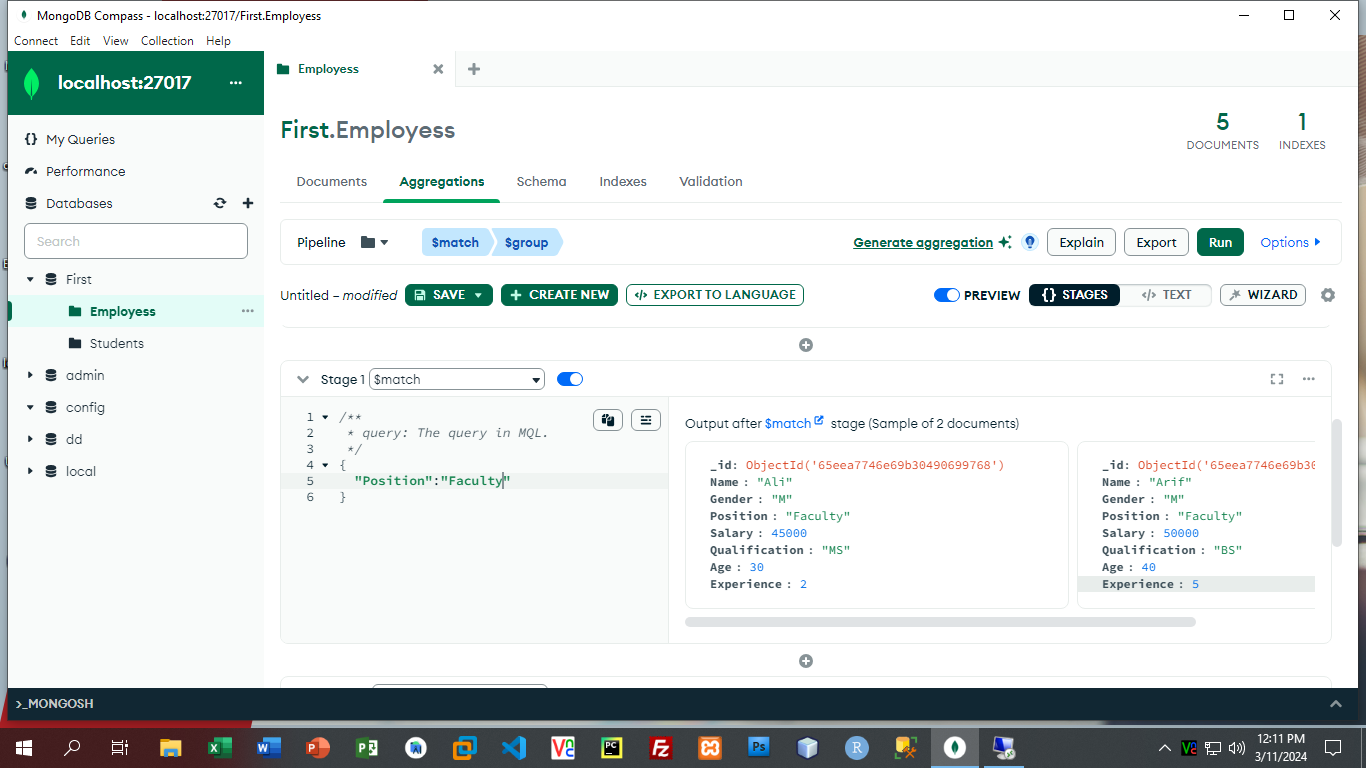 MongoDB Compass - localhost:27017/First.Employess
Connect Edit View Collection Help
localhost:27017 ...
Employess
{} My Queries
Performance
Databases
Search
First
Employess ...
Students
admin
config
dd
local
First.Employess
5 DOCUMENTS
1 INDEXES
Documents Aggregations Schema Indexes Validation
Pipeline $match $group Generate aggregation Explain Export Run Options
Untitled – modified SAVE + CREATE NEW </> EXPORT TO LANGUAGE PREVIEW {} STAGES </> TEXT WIZARD
Stage 1 $match ...
1 /**
2 * query: The query in MQL.
3 */
4 {
5 "Position":"Faculty"
6 }
Output after $match stage (Sample of 2 documents)
_id: ObjectId('65eea7746e69b30490699768')
Name: "Ali"
Gender: "M"
Position: "Faculty"
Salary: 45000
Qualification: "MS"
Age: 30
Experience: 2
_id: ObjectId('65eea7746e69b30
Name: "Arif"
Gender: "M"
Position: "Faculty"
Salary: 50000
Qualification: "BS"
Age: 40
Experience: 5
>_MONGOSH
12:11 PM
3/11/2024